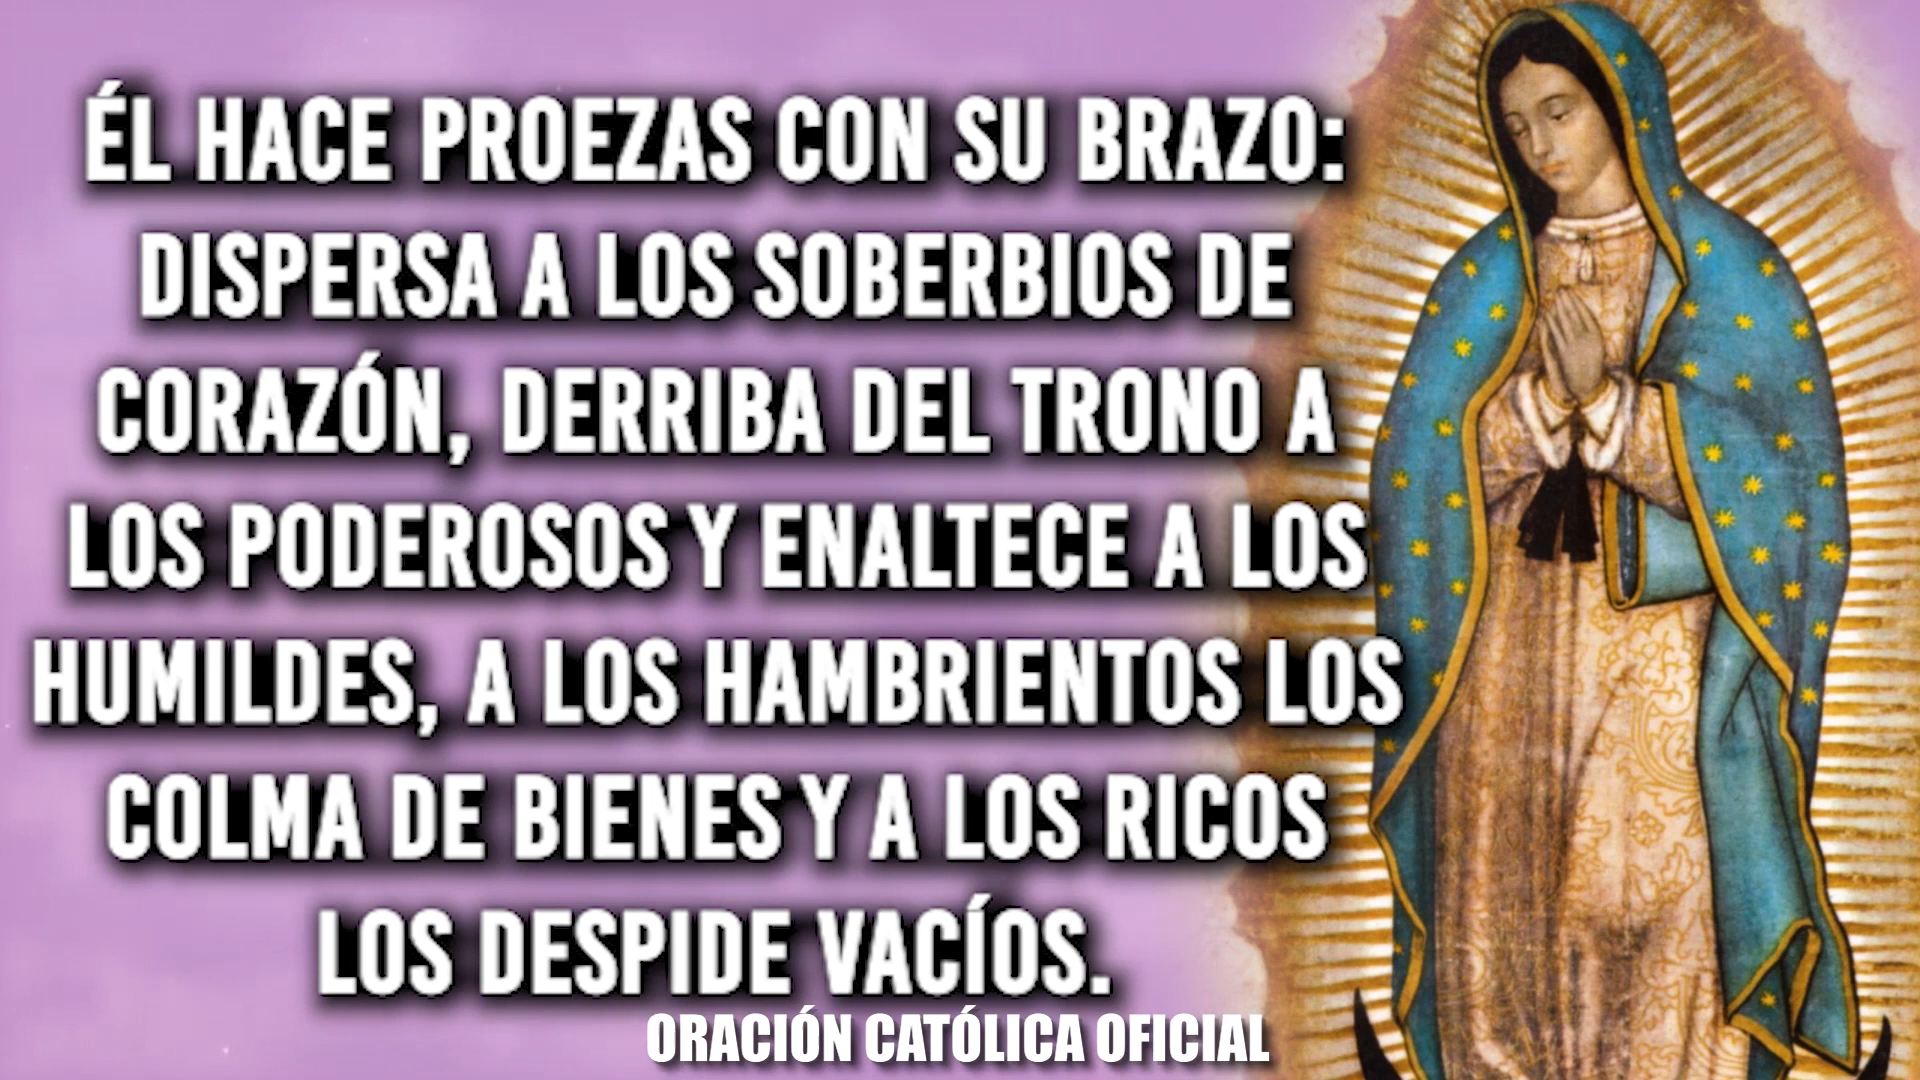 ÉL HACE PROEZAS CON SU BRAZO:
DISPERSA A LOS SOBERBIOS DE
CORAZÓN, DERRIBA DEL TRONO A
LOS PODEROSOS Y ENALTECE A LOS
HUMILDES, A LOS HAMBRIENTOS LOS
COLMA DE BIENES Y A LOS RICOS
LOS DESPIDE VACÍOS.
ORACIÓN CATÓLICA OFICIAL